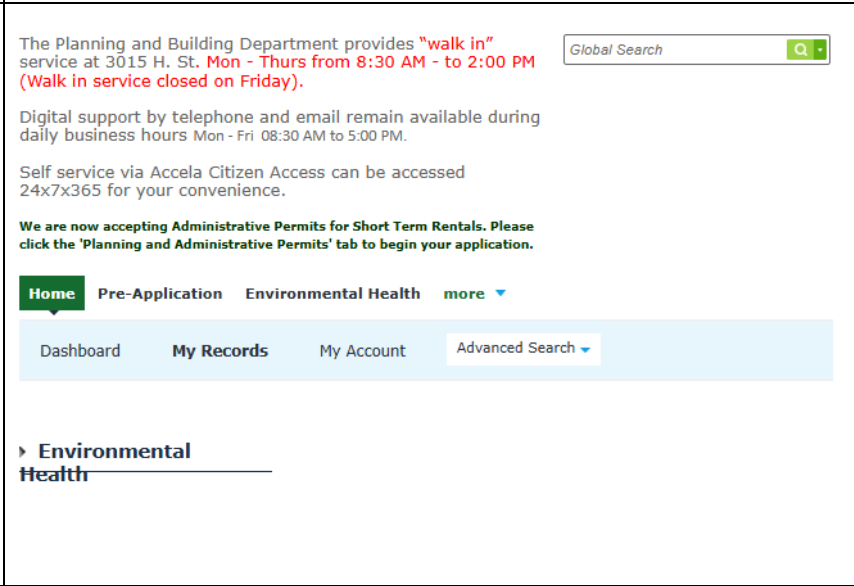 The Planning and Building Department provides “walk in”
service at 3015 H. St. Mon - Thurs from 8:30 AM - to 2:00 PM
(Walk in service closed on Friday).
Global Search
Digital support by telephone and email remain available during
daily business hours Mon - Fri 08:30 AM to 5:00 PM.
Self service via Accela Citizen Access can be accessed
24x7x365 for your convenience.
We are now accepting Administrative Permits for Short Term Rentals. Please
click the 'Planning and Administrative Permits' tab to begin your application.
Home Pre-Application Environmental Health more
Dashboard My Records My Account Advanced Search
Environmental
Health